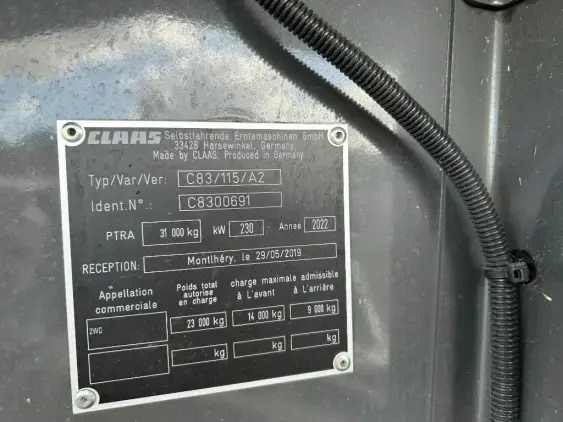 CLAAS Selbstfahrende Erntemaschinen GmbH
33428 Harsewinkel, Germany
Made by CLAAS, Produced in Germany
Typ/Var/Ver: C83/115/A2
Ident.N°.: C8300691
PTRA 31 000 kg kW 230 Annee 2022
RECEPTION: Montlhéry, le 29/05/2019
Appellation commerciale
Poids total autorise en charge
charge maximale admissible
à L'avant à L'arrière
2WD 23 000 kg 14 000 kg 9 000 kg
kg kg kg